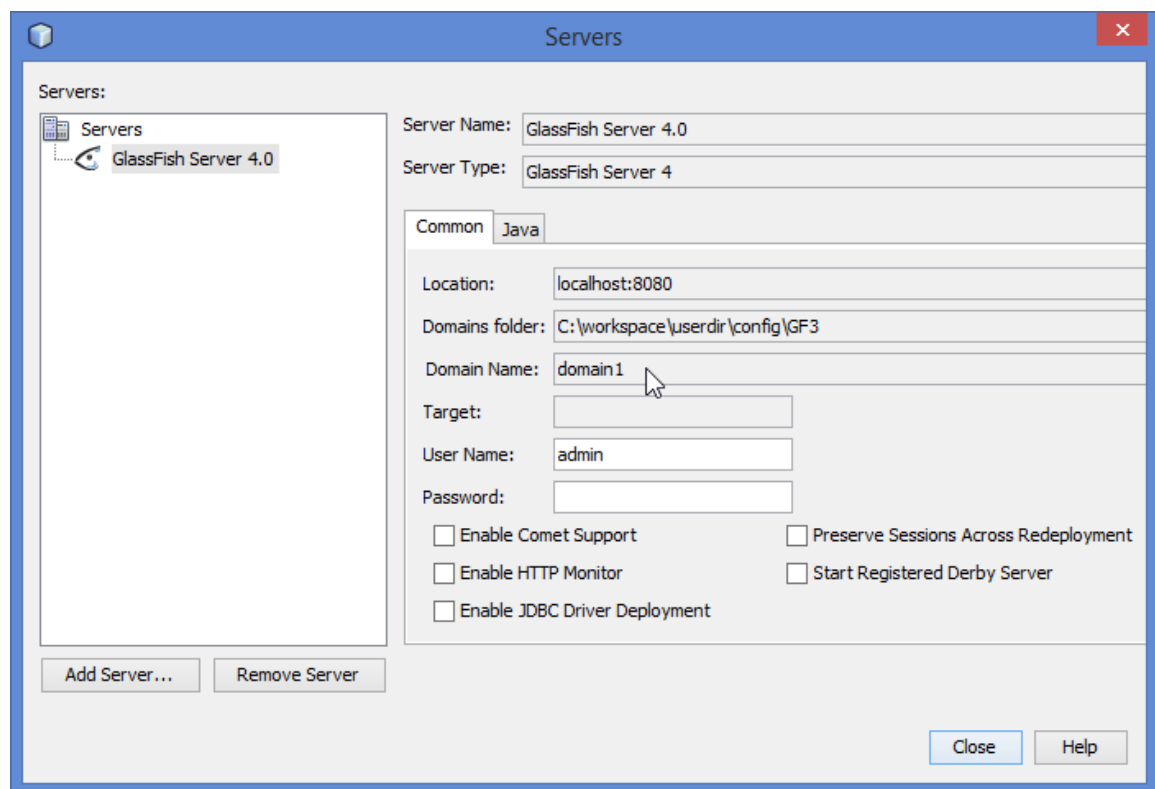 Servers
Servers:
Servers
GlassFish Server 4.0
Server Name: GlassFish Server 4.0
Server Type: GlassFish Server 4
Common Java
Location: localhost:8080
Domains folder: C:\workspace\userdir\config\GF3
Domain Name: domain1
Target:
User Name: admin
Password:
Enable Comet Support Preserve Sessions Across Redeployment
Enable HTTP Monitor Start Registered Derby Server
Enable JDBC Driver Deployment
Add Server... Remove Server
Close Help